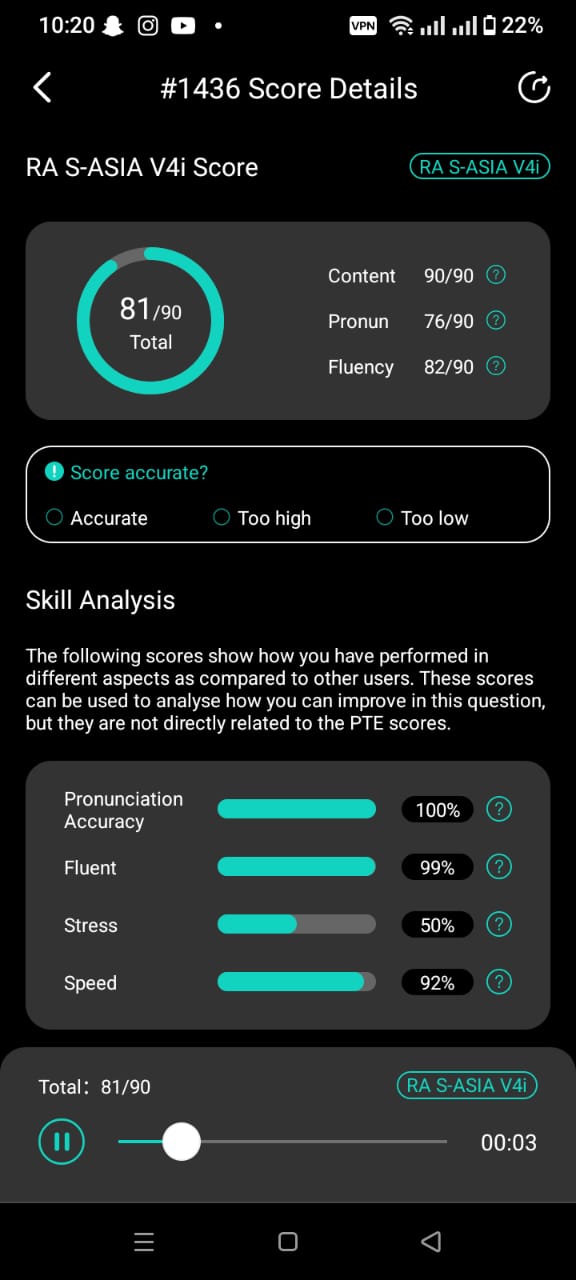 10:20
VPN
22%
#1436 Score Details
RA S-ASIA V4i Score
RA S-ASIA V4i
81/90
Total
Content 90/90 ?
Pronun 76/90 ?
Fluency 82/90 ?
! Score accurate?
Accurate
Too high
Too low
Skill Analysis
The following scores show how you have performed in
different aspects as compared to other users. These scores
can be used to analyse how you can improve in this question,
but they are not directly related to the PTE scores.
Pronunciation
Accuracy
100% ?
Fluent 99% ?
Stress 50% ?
Speed 92% ?
Total: 81/90
RA S-ASIA V4i
00:03